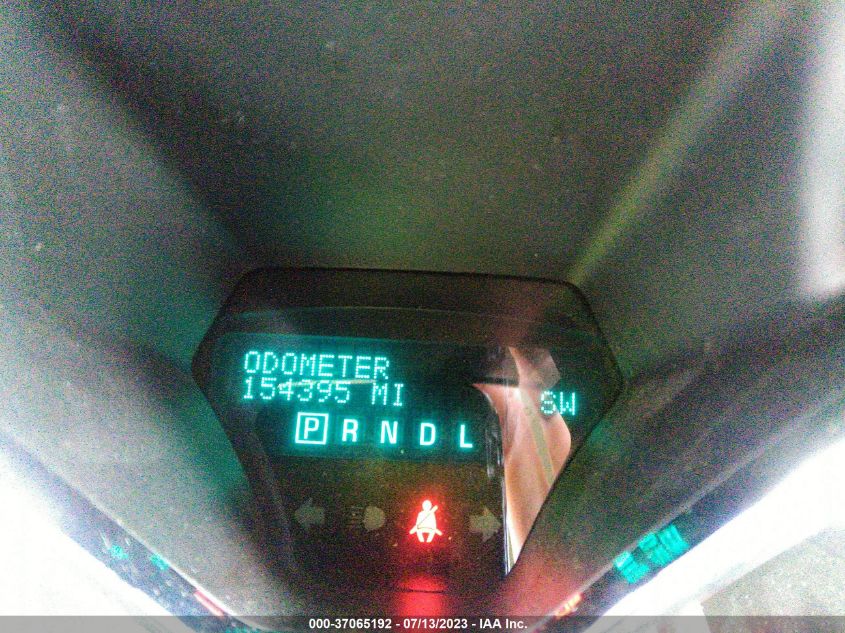 ODOMETER
154395 MI
SW
P R N D L
000-37065192 - 07/13/2023 - IAA Inc.